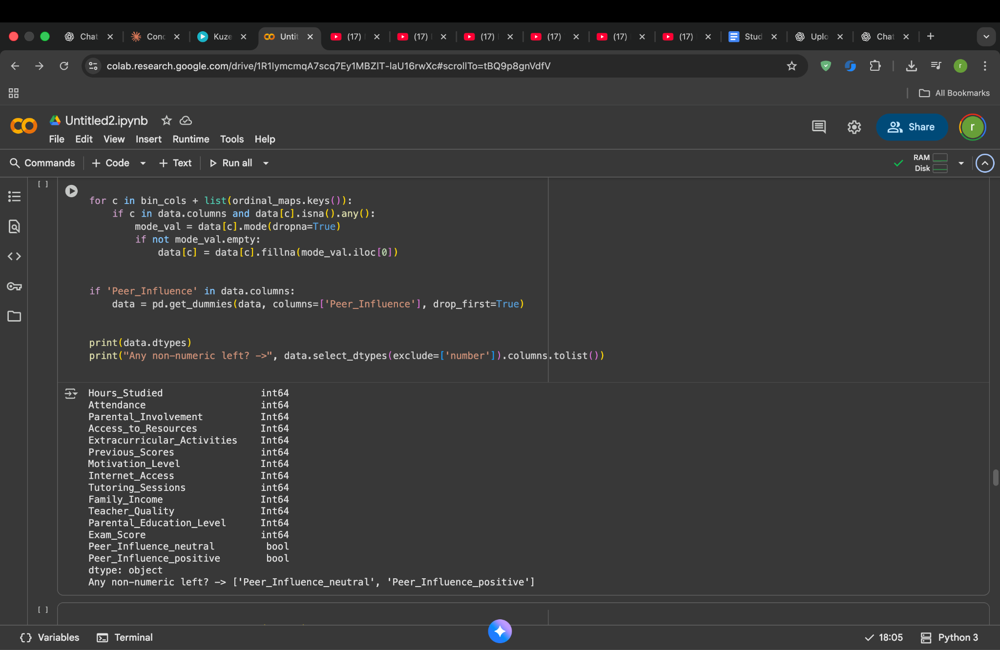 Chat
Conc
Kuze
Untit
(17)
(17)
(17)
(17)
(17)
(17)
Stud
Uplo
Chat
colab.research.google.com/drive/1R1lymcmqA7scq7Ey1MBZlT-laU16rwXc#scrollTo=tBQ9p8gnVdfV
r
All Bookmarks
Untitled2.ipynb
File Edit View Insert Runtime Tools Help
Share
r
Commands + Code + Text Run all
RAM
Disk
[ ]
for c in bin_cols + list(ordinal_maps.keys()):
    if c in data.columns and data[c].isna().any():
        mode_val = data[c].mode(dropna=True)
        if not mode_val.empty:
            data[c] = data[c].fillna(mode_val.iloc[0])
if 'Peer_Influence' in data.columns:
    data = pd.get_dummies(data, columns=['Peer_Influence'], drop_first=True)
print(data.dtypes)
print("Any non-numeric left? ->", data.select_dtypes(exclude=['number']).columns.tolist())
Hours_Studied int64
Attendance int64
Parental_Involvement Int64
Access_to_Resources Int64
Extracurricular_Activities Int64
Previous_Scores int64
Motivation_Level Int64
Internet_Access Int64
Tutoring_Sessions int64
Family_Income Int64
Teacher_Quality Int64
Parental_Education_Level Int64
Exam_Score int64
Peer_Influence_neutral bool
Peer_Influence_positive bool
dtype: object
Any non-numeric left? -> ['Peer_Influence_neutral', 'Peer_Influence_positive']
[ ]
{} Variables Terminal
18:05 Python 3